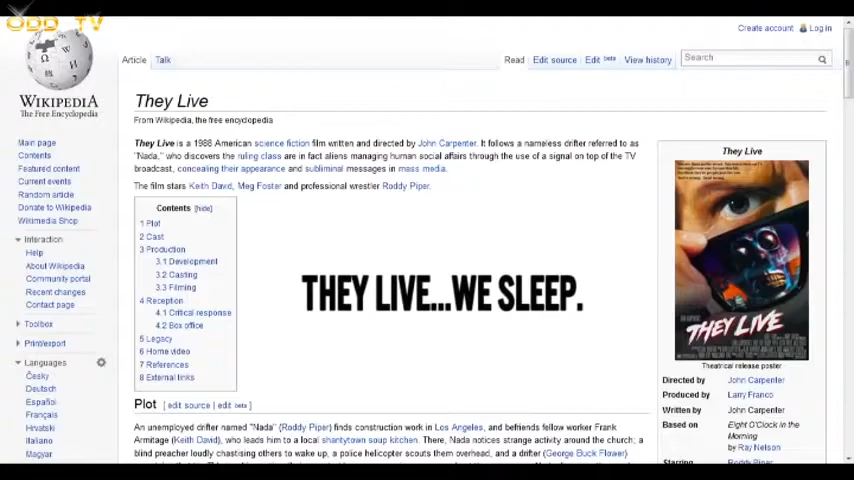 ODD TV
Create account Log in
WIKIPEDIA
The Free Encyclopedia
Article Talk
Read Edit source Edit beta View history
Search
Main page
Contents
Featured content
Current events
Random article
Donate to Wikipedia
Wikimedia Shop
Interaction
Help
About Wikipedia
Community portal
Recent changes
Contact page
Toolbox
Print/export
Languages
Česky
Deutsch
Español
Français
Hrvatski
Italiano
Magyar
They Live
From Wikipedia, the free encyclopedia
They Live is a 1988 American science fiction film written and directed by John Carpenter. It follows a nameless drifter referred to as
"Nada," who discovers the ruling class are in fact aliens managing human social affairs through the use of a signal on top of the TV
broadcast, concealing their appearance and subliminal messages in mass media.
The film stars Keith David, Meg Foster and professional wrestler Roddy Piper.
Contents [hide]
1 Plot
2 Cast
3 Production
3.1 Development
3.2 Casting
3.3 Filming
4 Reception
4.1 Critical response
4.2 Box office
5 Legacy
6 Home video
7 References
8 External links
THEY LIVE...WE SLEEP.
Plot [ edit source | edit beta ]
An unemployed drifter named "Nada" (Roddy Piper) finds construction work in Los Angeles, and befriends fellow worker Frank
Armitage (Keith David), who leads him to a local shantytown soup kitchen. There, Nada notices strange activity around the church; a
blind preacher loudly chastising others to wake up, a police helicopter scouts them overhead, and a drifter (George Buck Flower)
They Live
THEY LIVE
Theatrical release poster
Directed by John Carpenter
Produced by Larry Franco
Written by John Carpenter
Based on Eight O'Clock in the
Morning
by Ray Nelson
Starring Roddy Piper